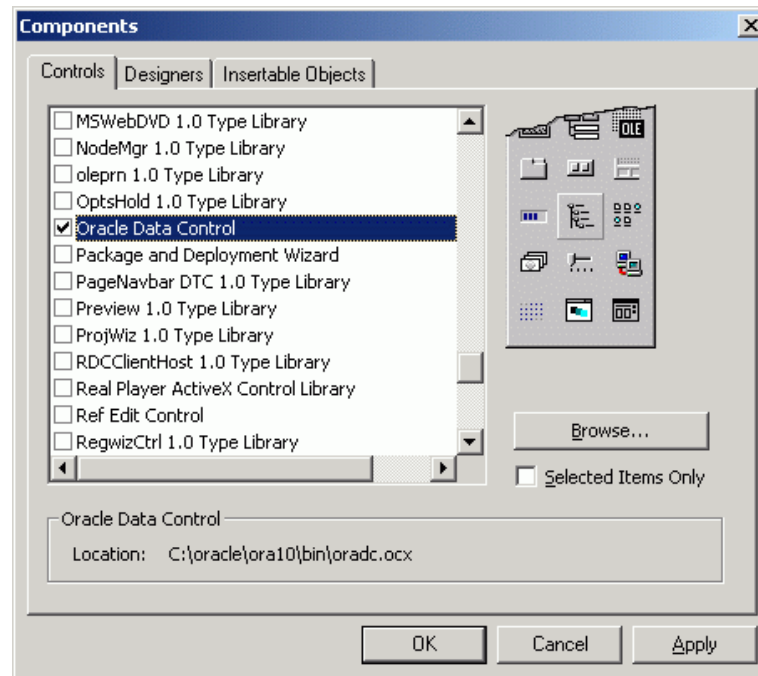 Components
Controls
Designers
Insertable Objects
MSWebDVD 1.0 Type Library
NodeMgr 1.0 Type Library
oleprn 1.0 Type Library
OptsHold 1.0 Type Library
Oracle Data Control
Package and Deployment Wizard
PageNavbar DTC 1.0 Type Library
Preview 1.0 Type Library
ProjWiz 1.0 Type Library
RDCClientHost 1.0 Type Library
Real Player ActiveX Control Library
Ref Edit Control
RegwizCtrl 1.0 Type Library
OLE
Browse...
Selected Items Only
Oracle Data Control
Location: C:\oracle\ora10\bin\oradc.ocx
OK
Cancel
Apply